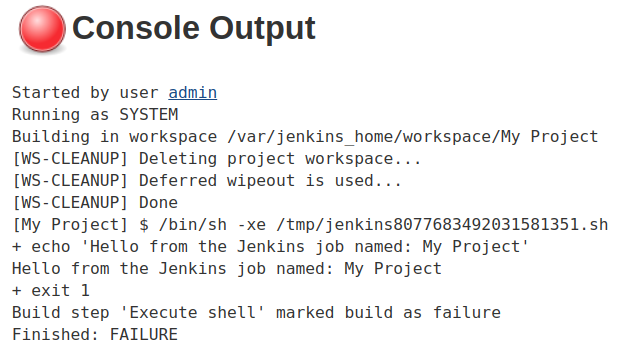 Console Output
Started by user admin
Running as SYSTEM
Building in workspace /var/jenkins_home/workspace/My Project
[WS-CLEANUP] Deleting project workspace...
[WS-CLEANUP] Deferred wipeout is used...
[WS-CLEANUP] Done
[My Project] $ /bin/sh -xe /tmp/jenkins8077683492031581351.sh
+ echo 'Hello from the Jenkins job named: My Project'
Hello from the Jenkins job named: My Project
+ exit 1
Build step 'Execute shell' marked build as failure
Finished: FAILURE